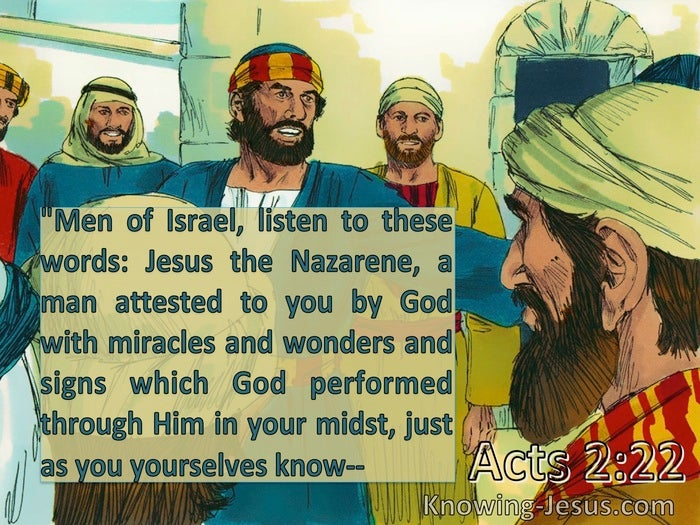 "Men of Israel, listen to these
words: Jesus the Nazarene, a
man attested to you by God
with miracles and wonders and
signs which God performed
through Him in your midst, just
as you yourselves know--
Acts 2:22
Knowing-Jesus.com